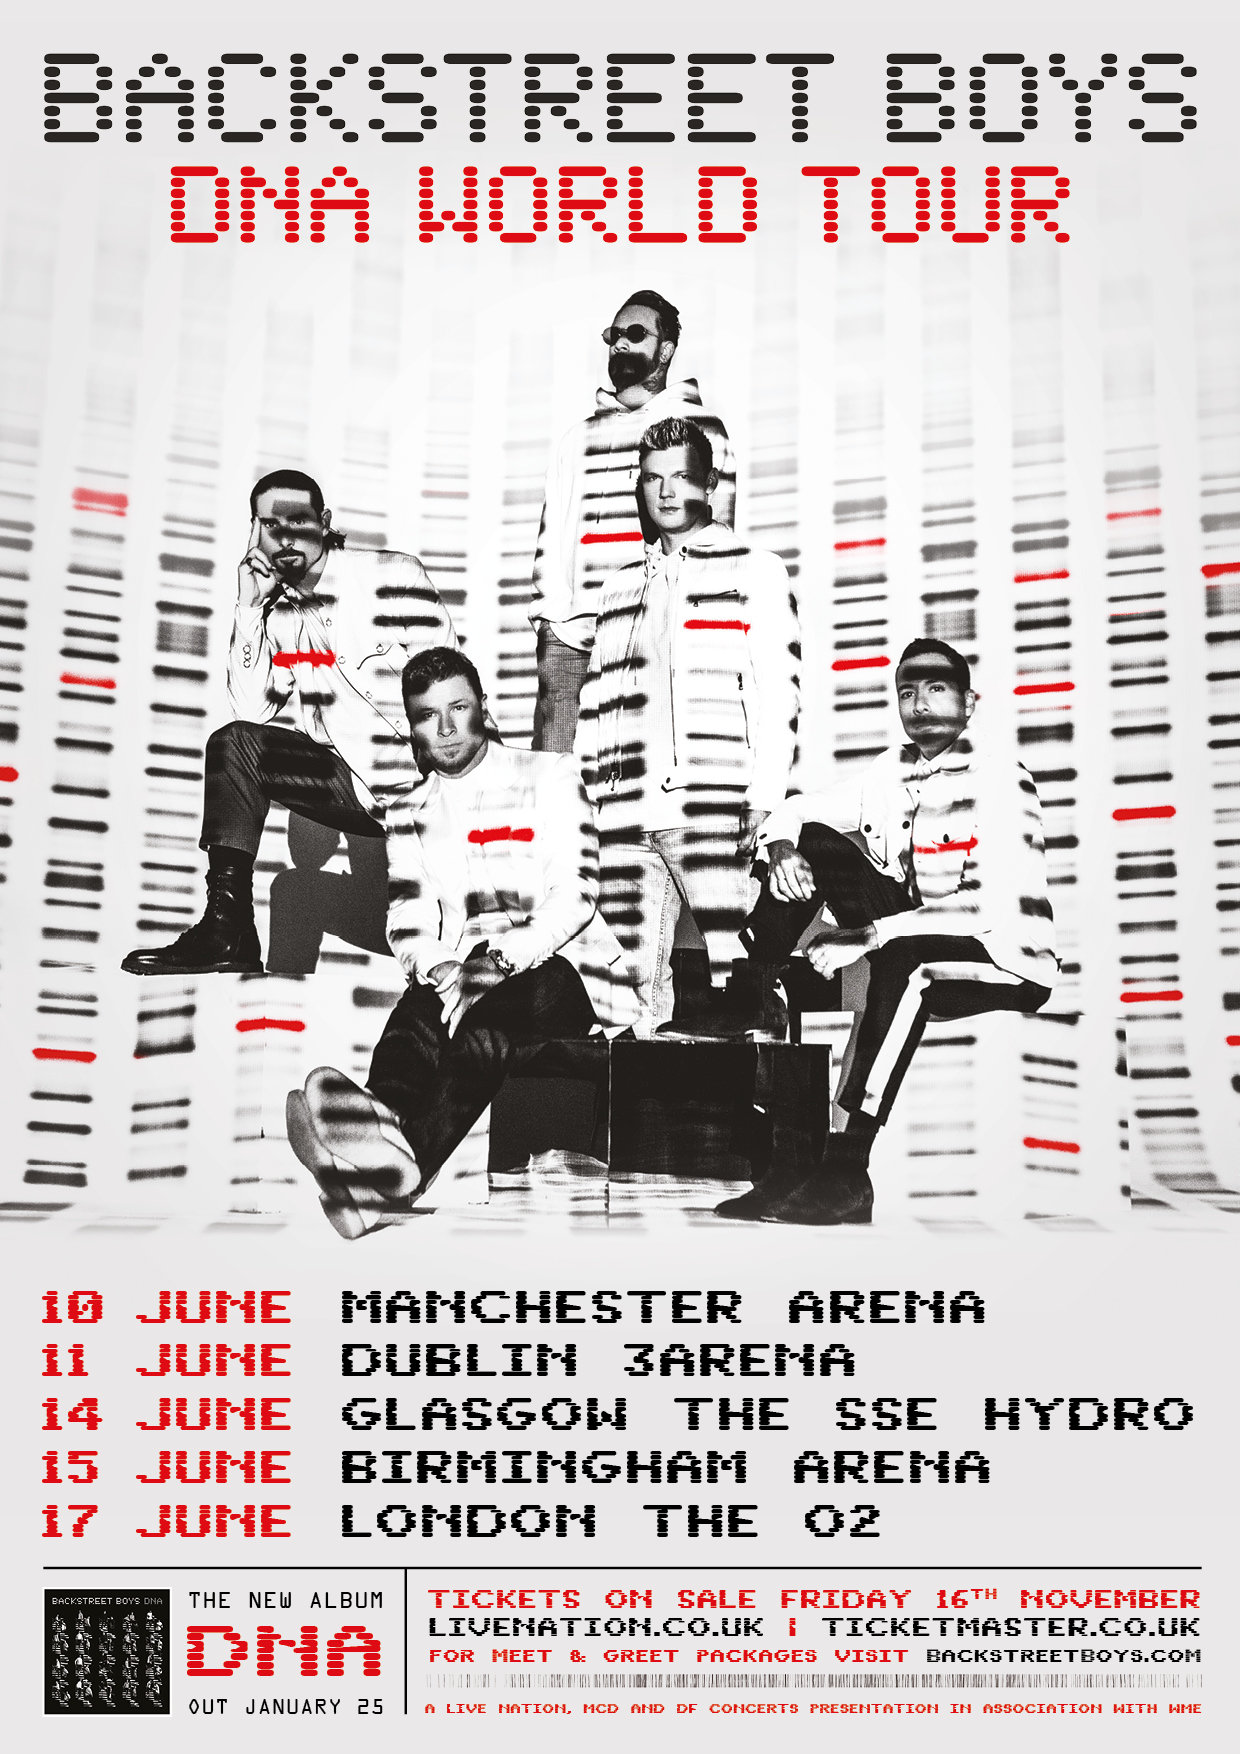 BACKSTREET BOYS
DNA WORLD TOUR
10 JUNE MANCHESTER ARENA
11 JUNE DUBLIN 3ARENA
14 JUNE GLASGOW THE SSE HYDRO
15 JUNE BIRMINGHAM ARENA
17 JUNE LONDON THE O2
BACKSTREET BOYS DNA
THE NEW ALBUM
DNA
OUT JANUARY 25
TICKETS ON SALE FRIDAY 16TH NOVEMBER
LIVENATION.CO.UK | TICKETMASTER.CO.UK
FOR MEET & GREET PACKAGES VISIT BACKSTREETBOYS.COM
A LIVE NATION, MCD AND DF CONCERTS PRESENTATION IN ASSOCIATION WITH WME